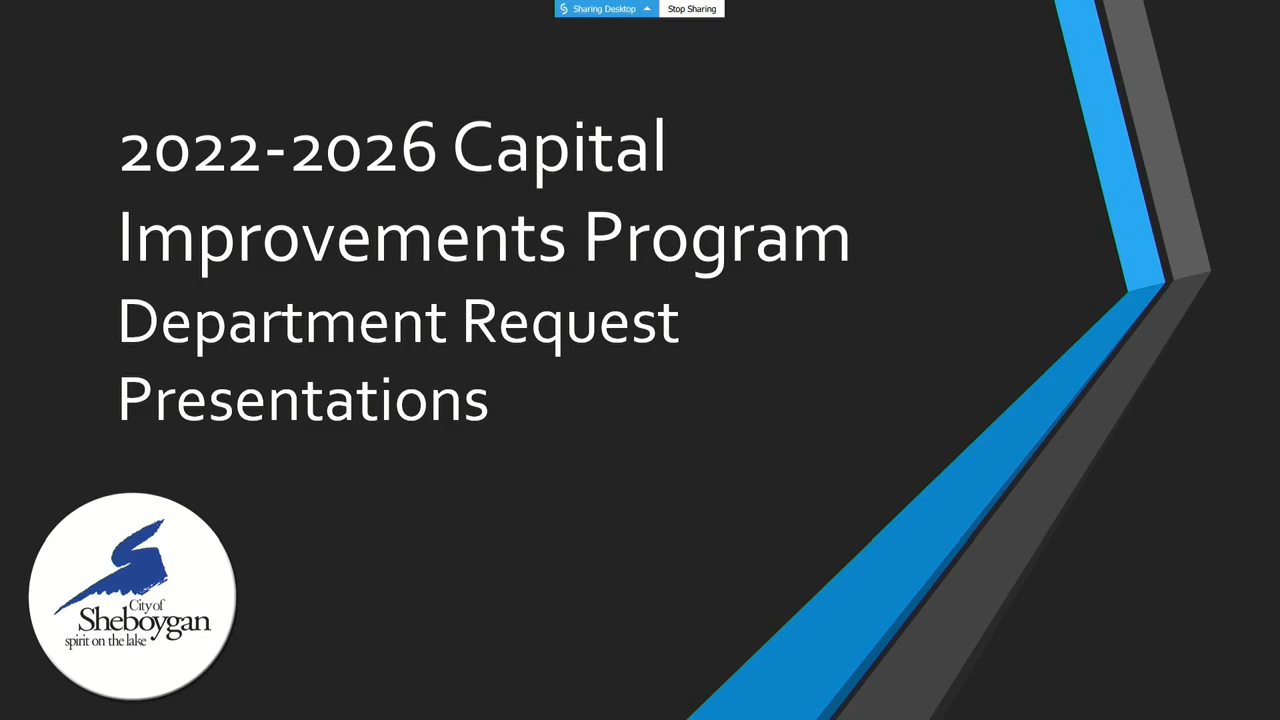 Sharing Desktop Stop Sharing
2022-2026 Capital
Improvements Program
Department Request
Presentations
City of
Sheboygan
spirit on the lake